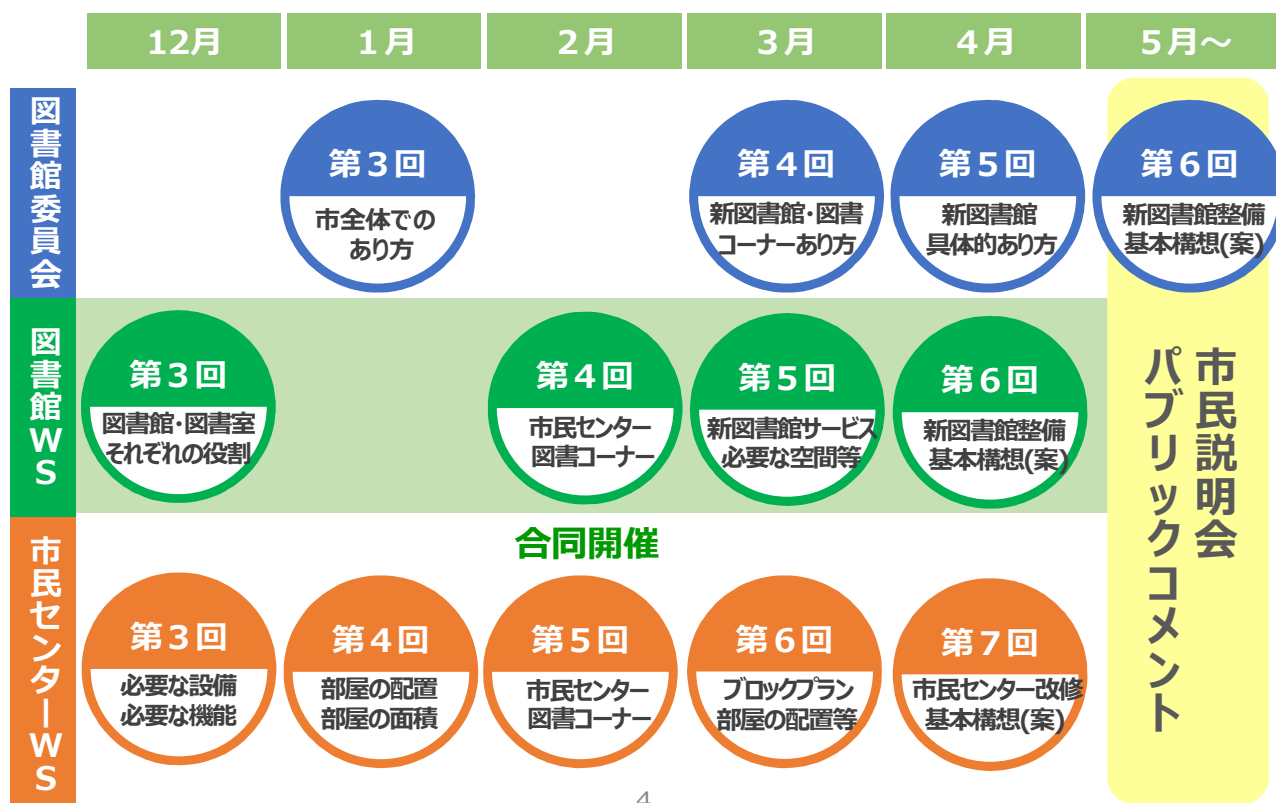 12月
1月
2月
3月
4月
5月～
図書館委員会
第3回
市全体での
あり方
第4回
新図書館・図書
コーナーあり方
第5回
新図書館
具体的あり方
第6回
新図書館整備
基本構想(案)
図書館WS
第3回
図書館・図書室
それぞれの役割
第4回
市民センター
図書コーナー
第5回
新図書館サービス
必要な空間等
第6回
新図書館整備
基本構想(案)
市民説明会
パブリックコメント
合同開催
市民センターWS
第3回
必要な設備
必要な機能
第4回
部屋の配置
部屋の面積
第5回
市民センター
図書コーナー
第6回
ブロックプラン
部屋の配置等
第7回
市民センター改修
基本構想(案)
4